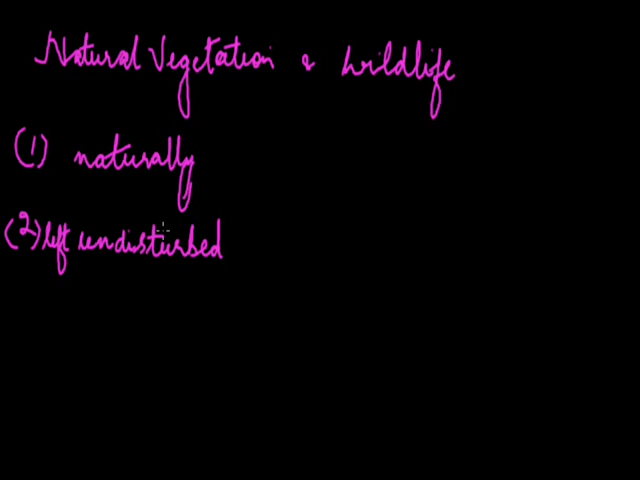 Natural Vegetation & wildlife
(1) naturally
(2) left undisturbed